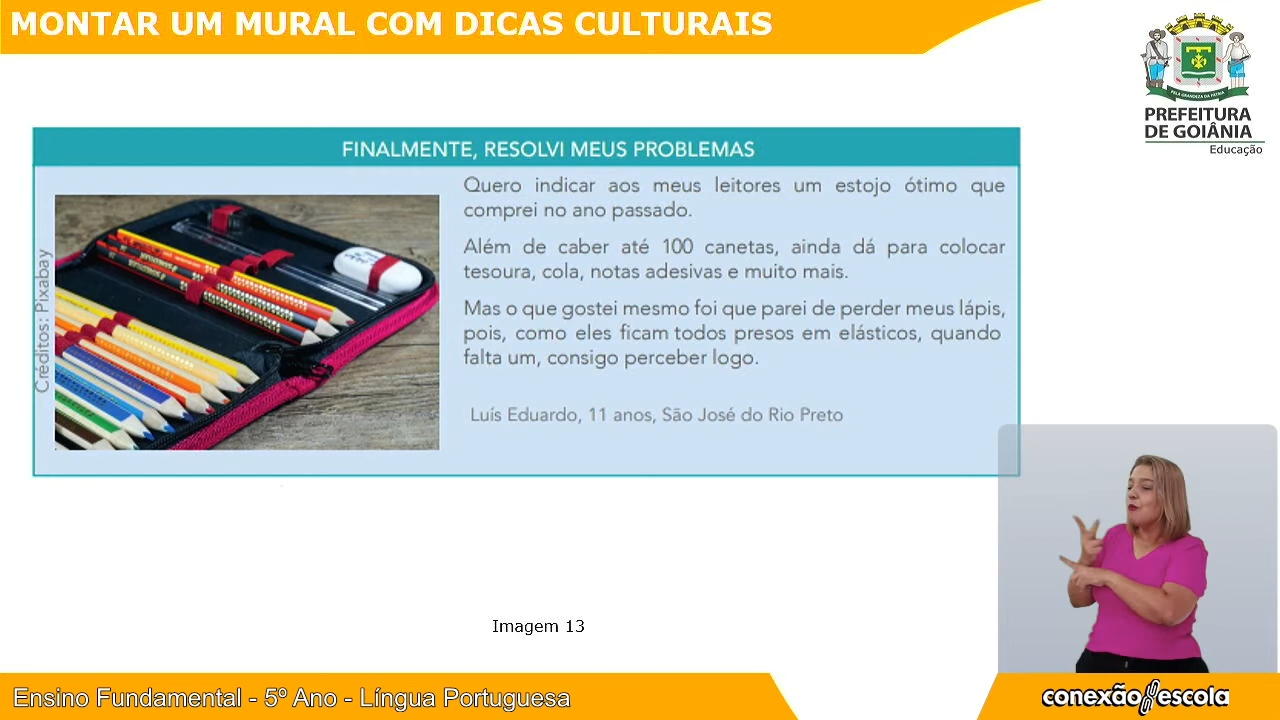 MONTAR UM MURAL COM DICAS CULTURAIS
PELA GRANDEZA DA PÁTRIA
PREFEITURA
DE GOIÂNIA
Educação
FINALMENTE, RESOLVI MEUS PROBLEMAS
Créditos: Pixabay
Quero indicar aos meus leitores um estojo ótimo que
comprei no ano passado.
Além de caber até 100 canetas, ainda dá para colocar
tesoura, cola, notas adesivas e muito mais.
Mas o que gostei mesmo foi que parei de perder meus lápis,
pois, como eles ficam todos presos em elásticos, quando
falta um, consigo perceber logo.
Luís Eduardo, 11 anos, São José do Rio Preto
Imagem 13
Ensino Fundamental - 5º Ano - Língua Portuguesa
conexão escola